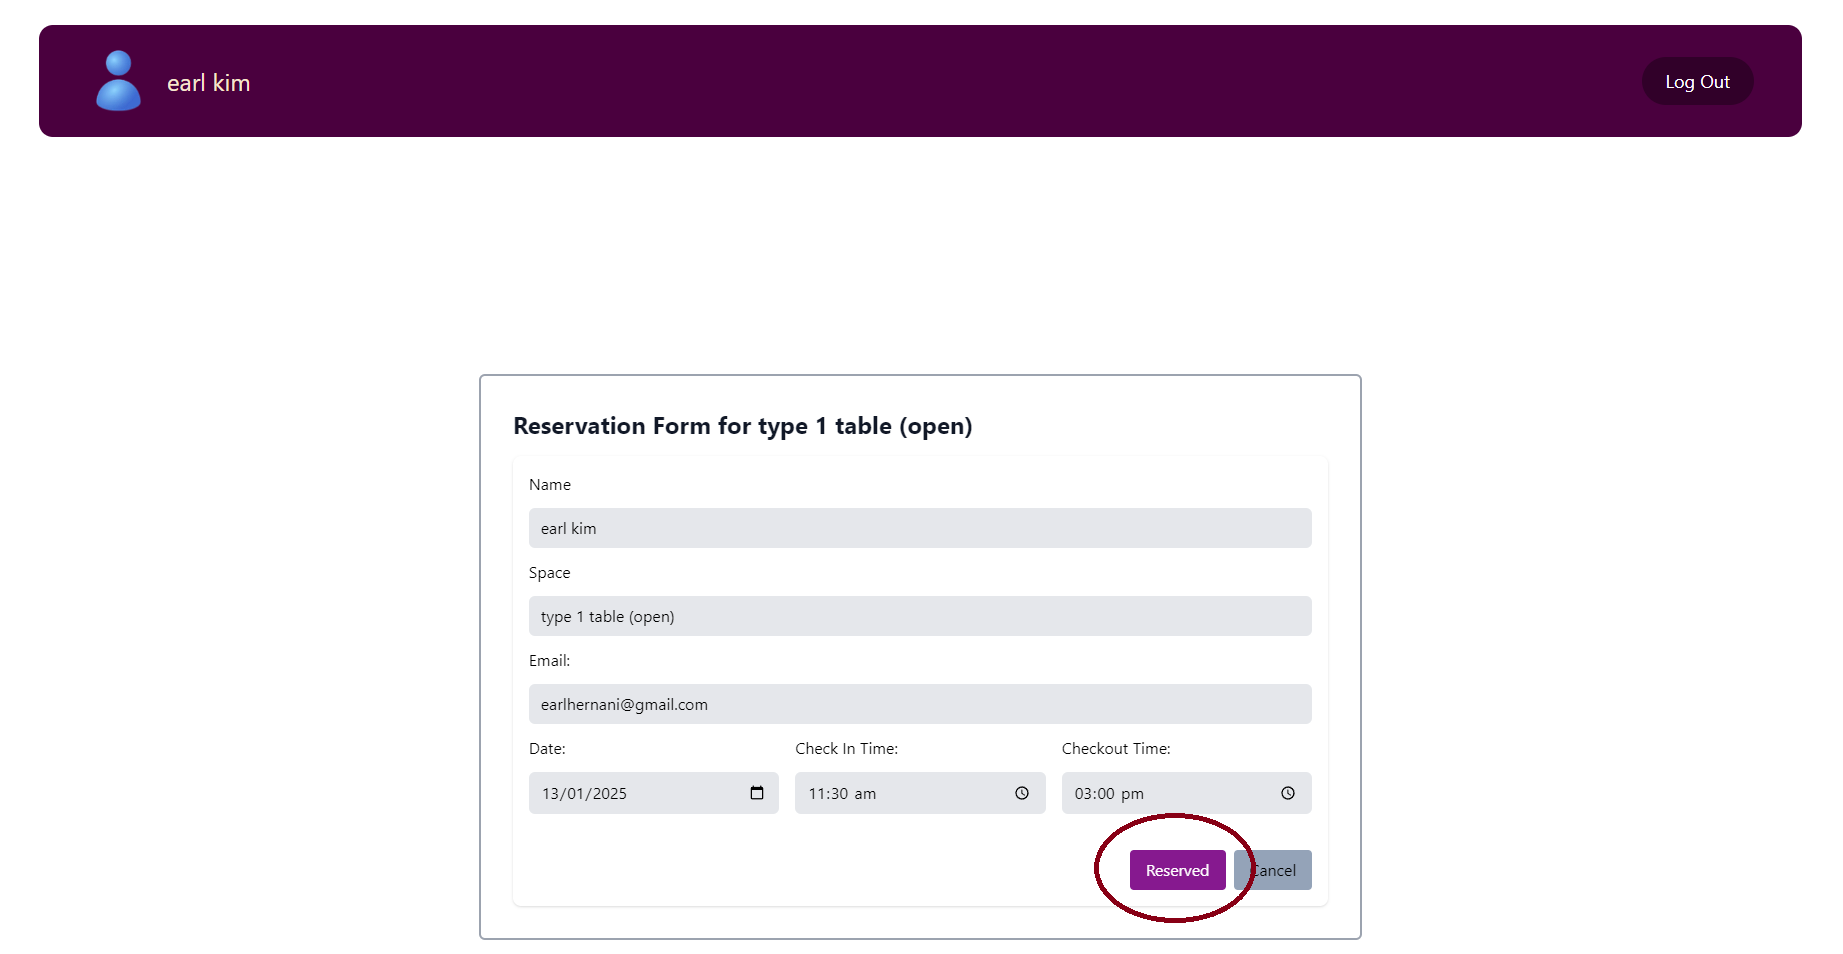 earl kim
Log Out
Reservation Form for type 1 table (open)
Name
earl kim
Space
type 1 table (open)
Email:
earlhernani@gmail.com
Date: Check In Time: Checkout Time:
13/01/2025 11:30 am 03:00 pm
Reserved Cancel